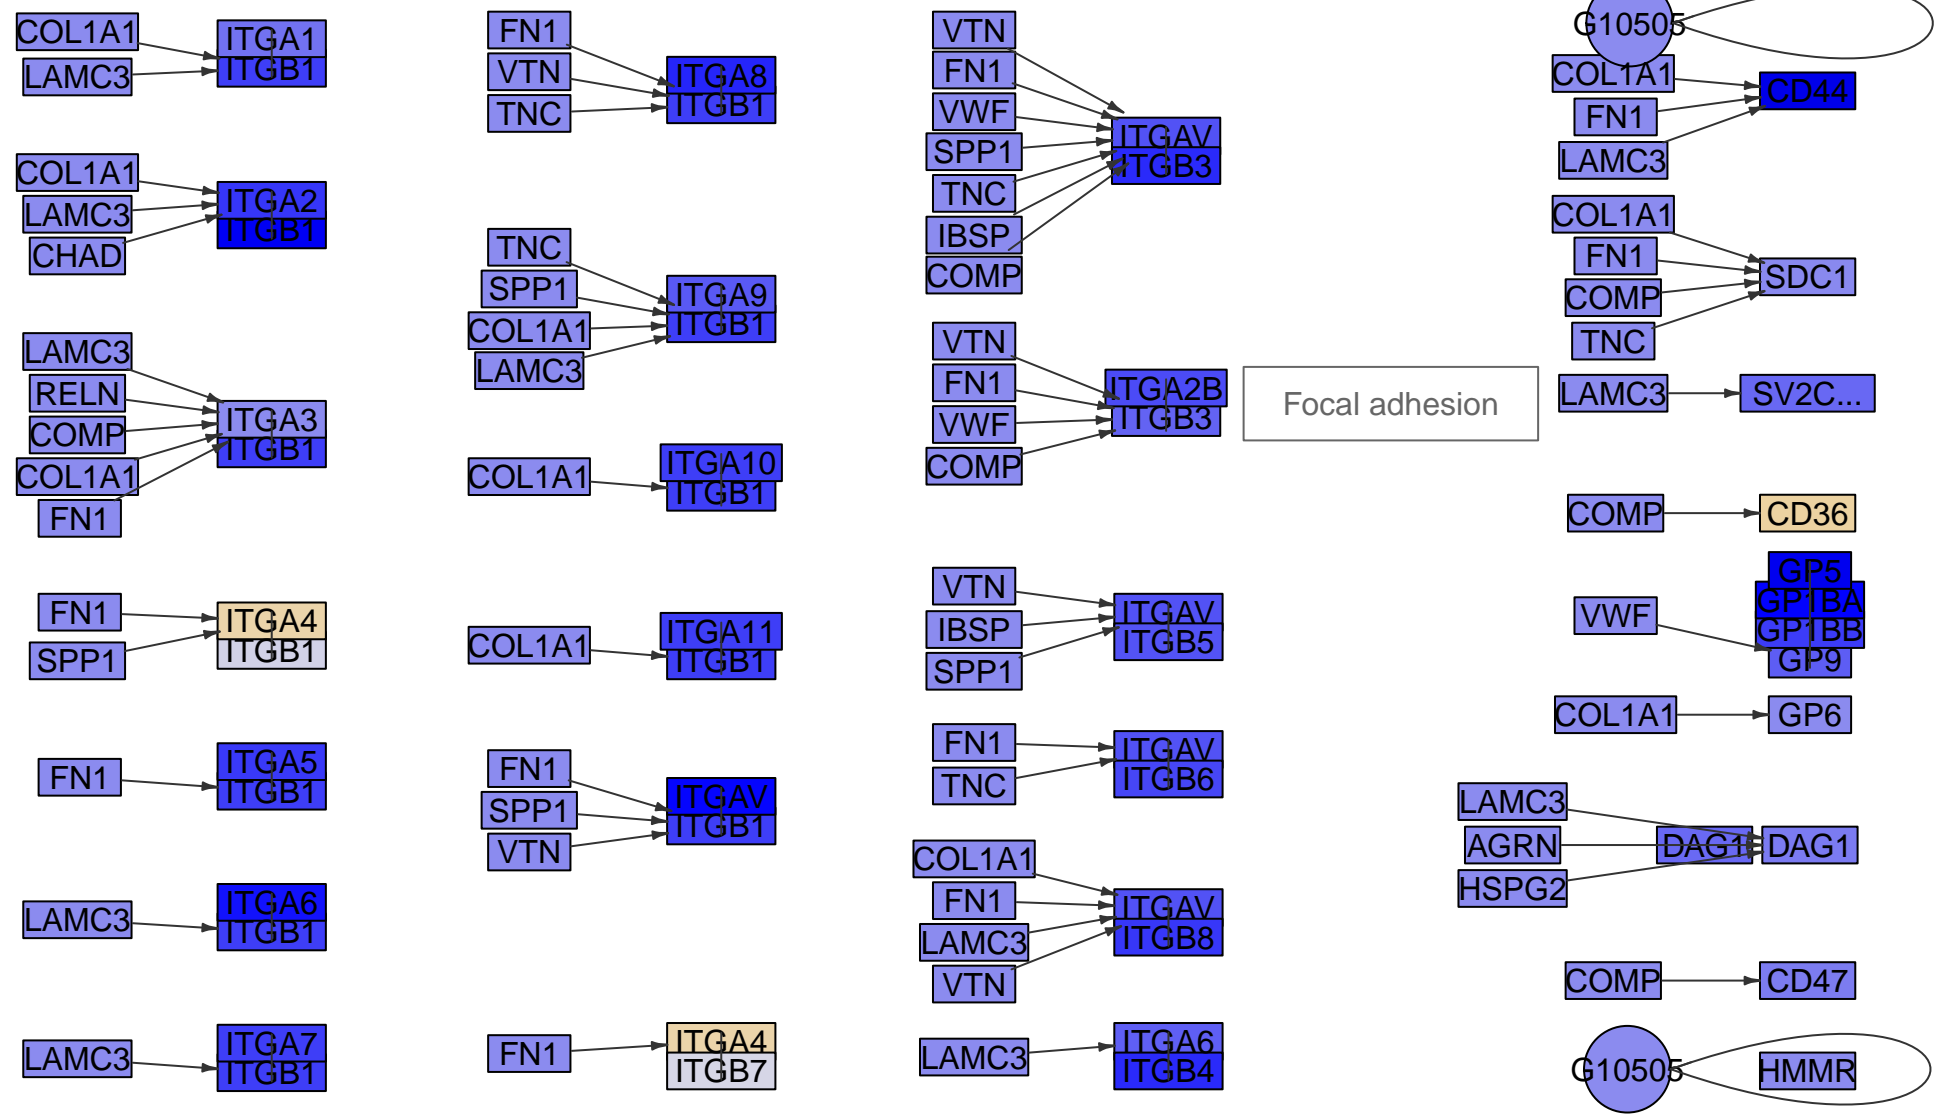 COL1A1
LAMC3
ITGA1
ITGB1
COL1A1
LAMC3
CHAD
ITGA2
ITGB1
LAMC3
RELN
COMP
COL1A1
FN1
ITGA3
ITGB1
FN1
SPP1
ITGA4
ITGB1
FN1
ITGA5
ITGB1
LAMC3
ITGA6
ITGB1
LAMC3
ITGA7
ITGB1
FN1
VTN
TNC
ITGA8
ITGB1
TNC
SPP1
COL1A1
LAMC3
ITGA9
ITGB1
COL1A1
ITGA10
ITGB1
COL1A1
ITGA11
ITGB1
FN1
SPP1
VTN
ITGAV
ITGB1
FN1
ITGA4
ITGB7
VTN
FN1
VWF
SPP1
TNC
IBSP
COMP
ITGAV
ITGB3
VTN
FN1
VWF
COMP
ITGA2B
ITGB3
Focal adhesion
VTN
IBSP
SPP1
ITGAV
ITGB5
FN1
TNC
ITGAV
ITGB6
COL1A1
FN1
LAMC3
VTN
ITGAV
ITGB8
LAMC3
ITGA6
ITGB4
G10505
COL1A1
FN1
LAMC3
CD44
COL1A1
FN1
COMP
TNC
SDC1
LAMC3
SV2C...
COMP
CD36
VWF
GP5
GP1BA
GP1BB
GP9
COL1A1
GP6
LAMC3
AGRN
HSPG2
DAG1
DAG1
COMP
CD47
G10505
HMMR